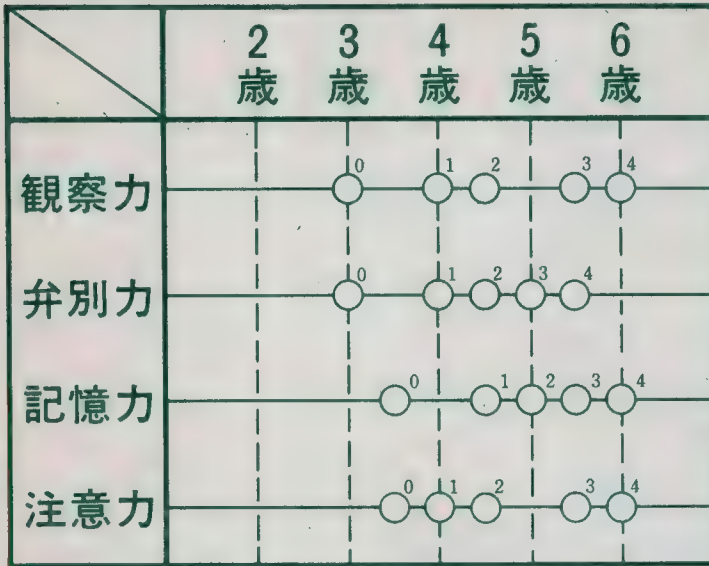 2歳 3歳 4歳 5歳 6歳
観察力 0 1 2 3 4
弁別力 0 1 2 3 4
記憶力 0 1 2 3 4
注意力 0 1 2 3 4